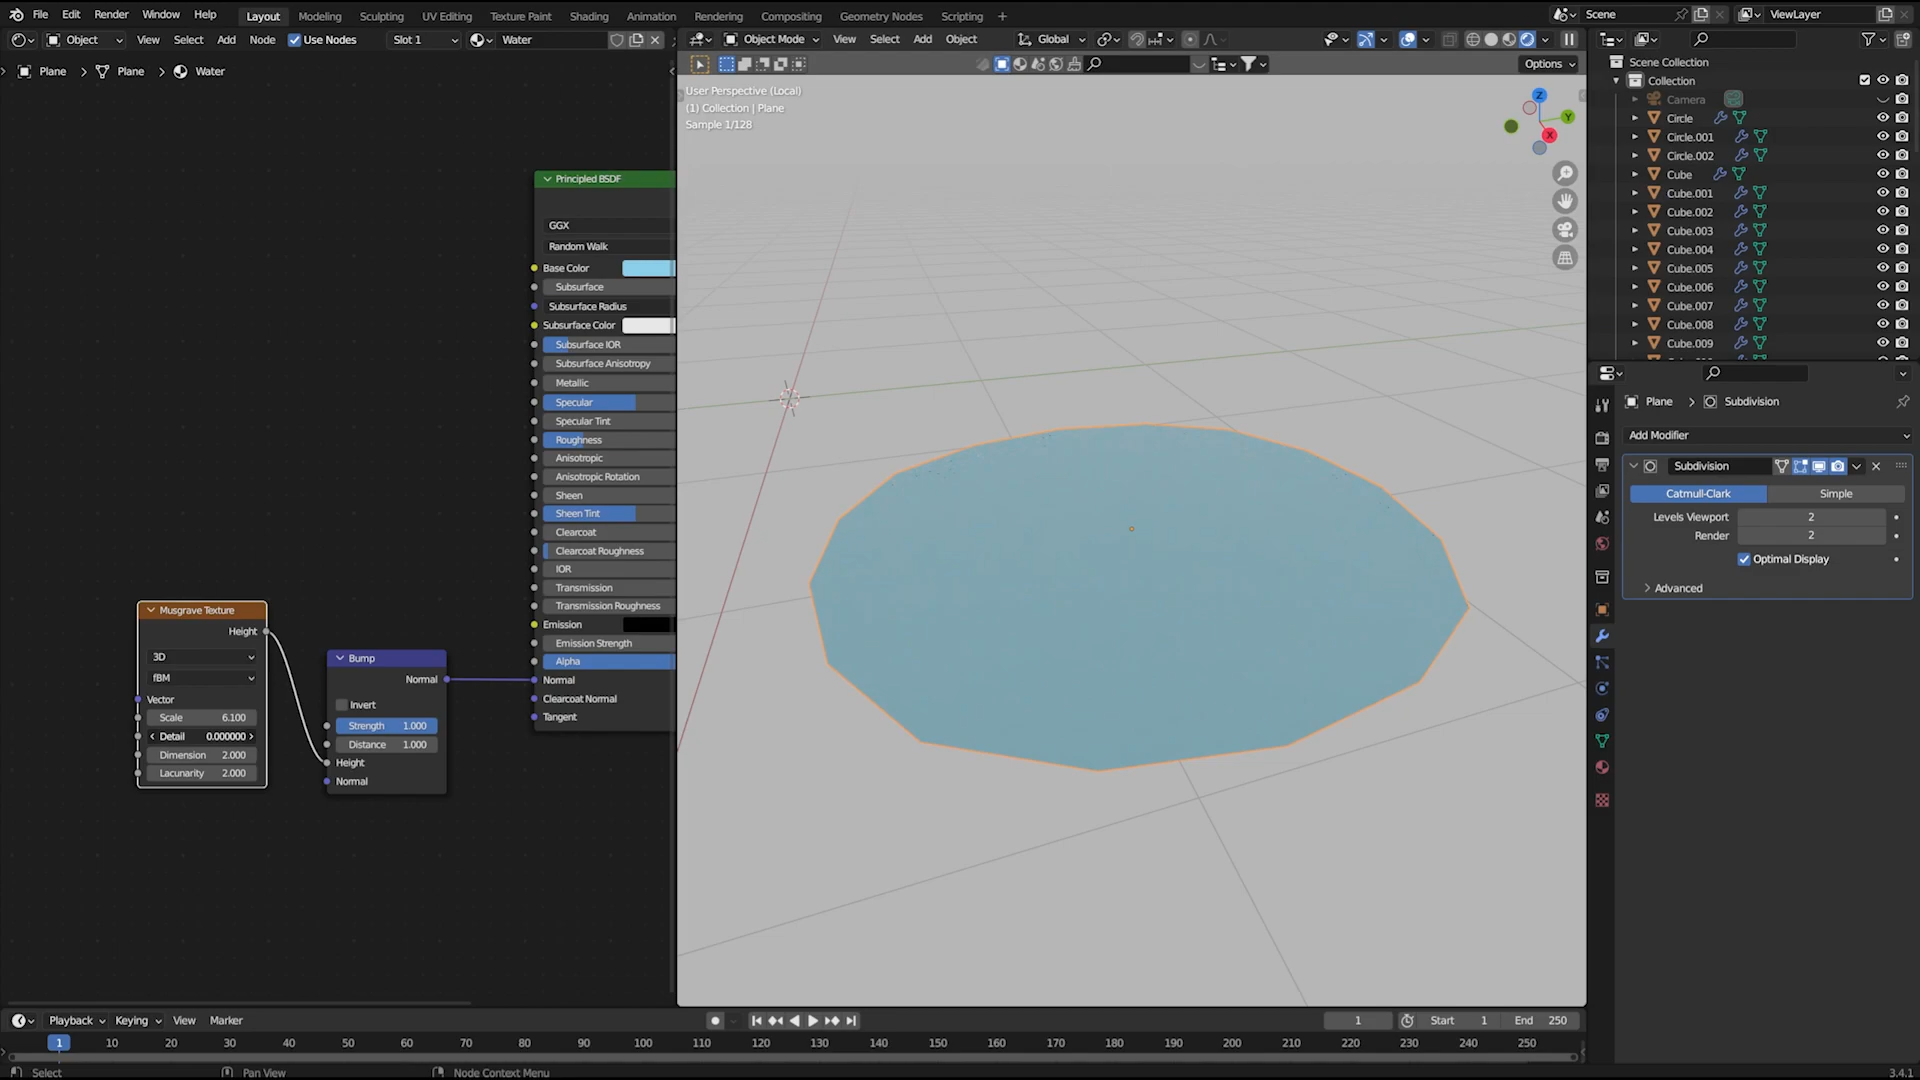 File Edit Render Window Help Layout Modeling Sculpting UV Editing Texture Paint Shading Animation Rendering Compositing Geometry Nodes Scripting + Scene ViewLayer
Object View Select Add Node Use Nodes Slot 1 Water Object Mode View Select Add Object Global
Options
Plane > Plane > Water
User Perspective (Local)
(1) Collection | Plane
Sample 1/128
Z
Y
X
Scene Collection
Collection
Camera
Circle
Circle.001
Circle.002
Cube
Cube.001
Cube.002
Cube.003
Cube.004
Cube.005
Cube.006
Cube.007
Cube.008
Cube.009
Plane > Subdivision
Add Modifier
Subdivision
Catmull-Clark Simple
Levels Viewport 2
Render 2
Optimal Display
Advanced
Principled BSDF
GGX
Random Walk
Base Color
Subsurface
Subsurface Radius
Subsurface Color
Subsurface IOR
Subsurface Anisotropy
Metallic
Specular
Specular Tint
Roughness
Anisotropic
Anisotropic Rotation
Sheen
Sheen Tint
Clearcoat
Clearcoat Roughness
IOR
Transmission
Transmission Roughness
Emission
Emission Strength
Alpha
Normal
Clearcoat Normal
Tangent
Musgrave Texture
Height
3D
fBM
Vector
Scale 6.100
Detail 0.000000
Dimension 2.000
Lacunarity 2.000
Bump
Normal
Invert
Strength 1.000
Distance 1.000
Height
Normal
Playback Keying View Marker 1 Start 1 End 250
1 10 20 30 40 50 60 70 80 90 100 110 120 130 140 150 160 170 180 190 200 210 220 230 240 250
Select Pan View Node Context Menu 3.4.1